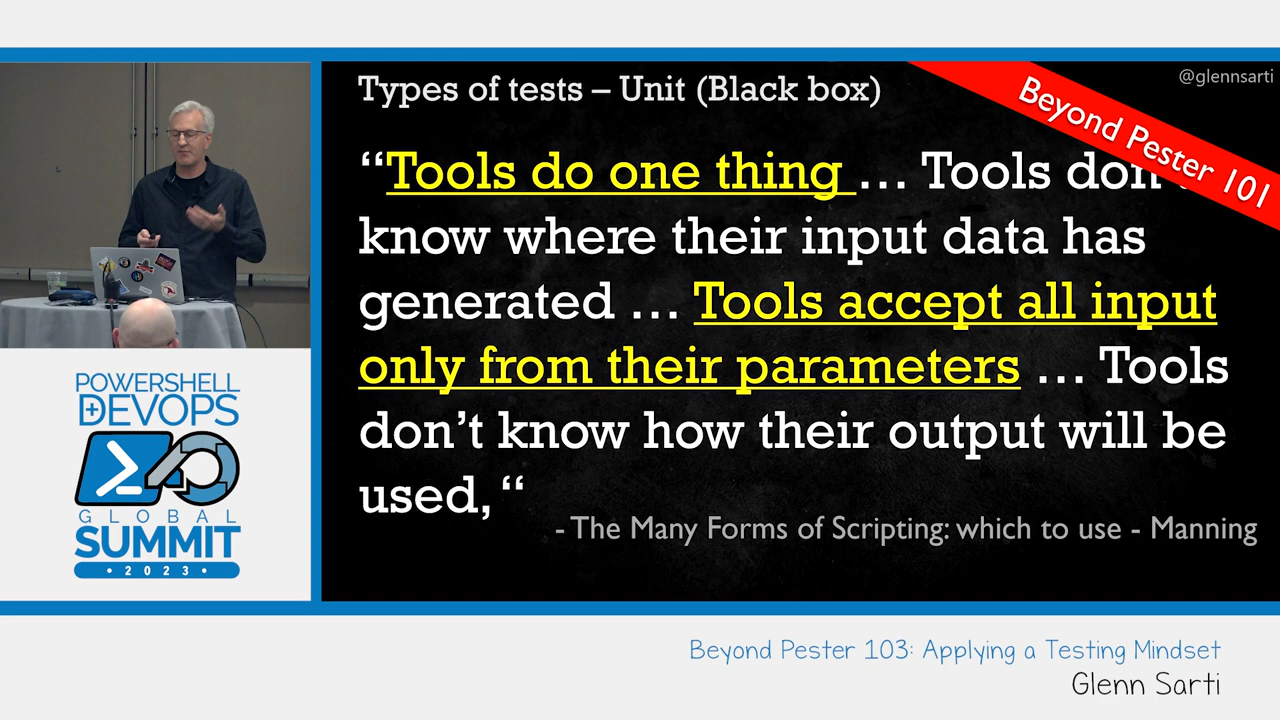 Types of tests – Unit (Black box)
@glennsarti
Beyond Pester 101
“Tools do one thing … Tools don’t
know where their input data has
generated … Tools accept all input
only from their parameters … Tools
don’t know how their output will be
used, “
- The Many Forms of Scripting: which to use - Manning
POWERSHELL
+ DEVOPS
GLOBAL
SUMMIT
• 2023 •
Beyond Pester 103: Applying a Testing Mindset
Glenn Sarti